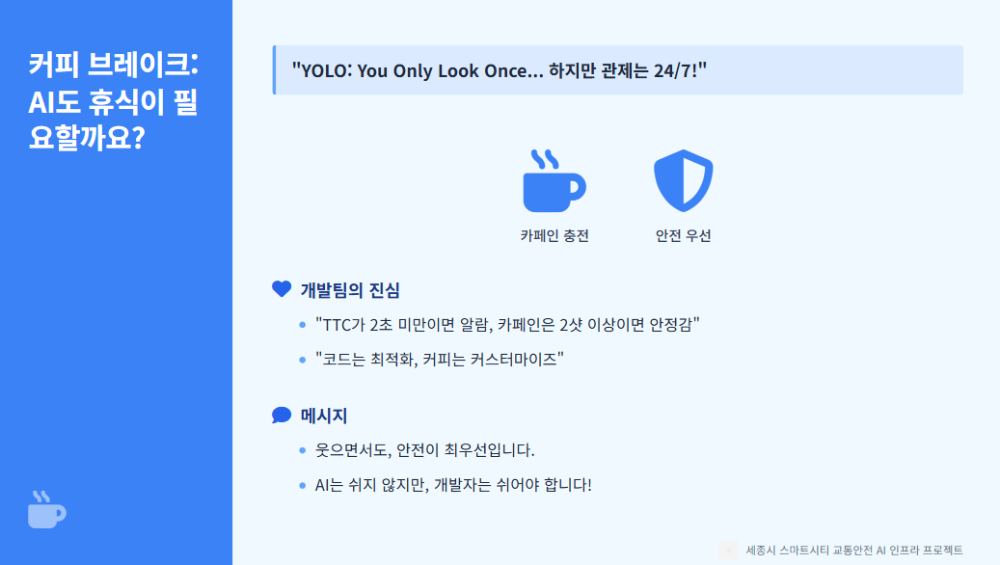 커피 브레이크:
AI도 휴식이 필
요할까요?
"YOLO: You Only Look Once... 하지만 관제는 24/7!"
카페인 충전
안전 우선
개발팀의 진심
"TTC가 2초 미만이면 알람, 카페인은 2샷 이상이면 안정감"
"코드는 최적화, 커피는 커스터마이즈"
메시지
웃으면서도, 안전이 최우선입니다.
AI는 쉬지 않지만, 개발자는 쉬어야 합니다!
세종시 스마트시티 교통안전 AI 인프라 프로젝트